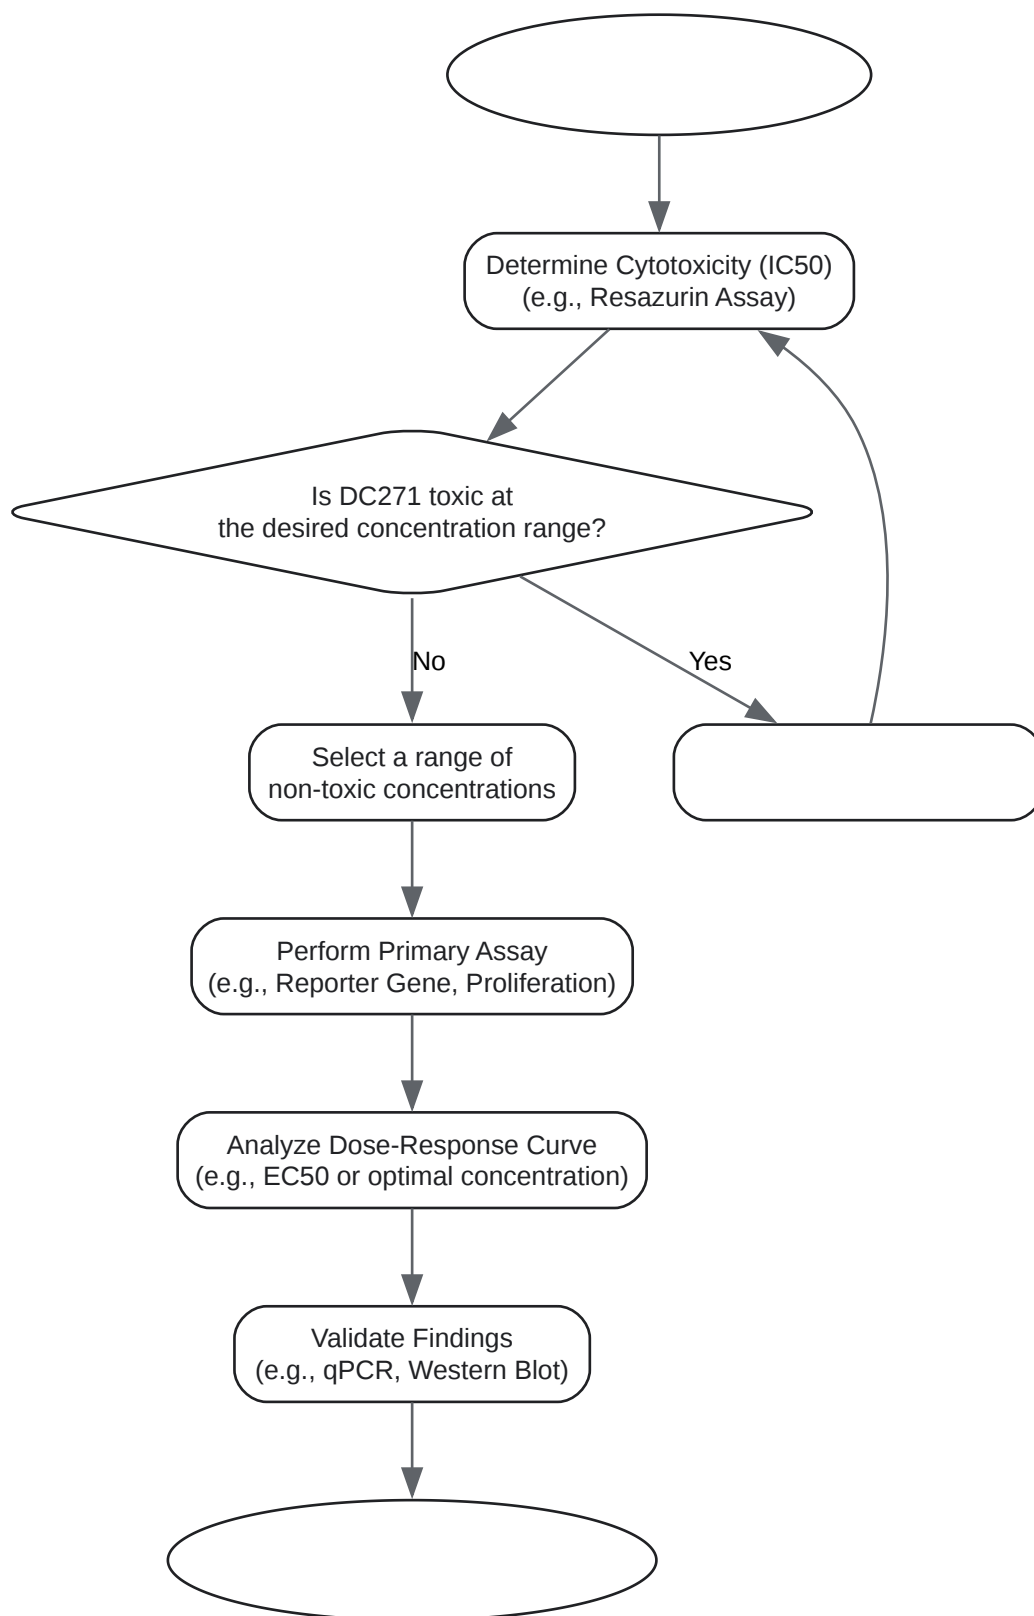 Determine Cytotoxicity (IC50)
(e.g., Resazurin Assay)
Is DC271 toxic at
the desired concentration range?
No
Yes
Select a range of
non-toxic concentrations
Perform Primary Assay
(e.g., Reporter Gene, Proliferation)
Analyze Dose-Response Curve
(e.g., EC50 or optimal concentration)
Validate Findings
(e.g., qPCR, Western Blot)